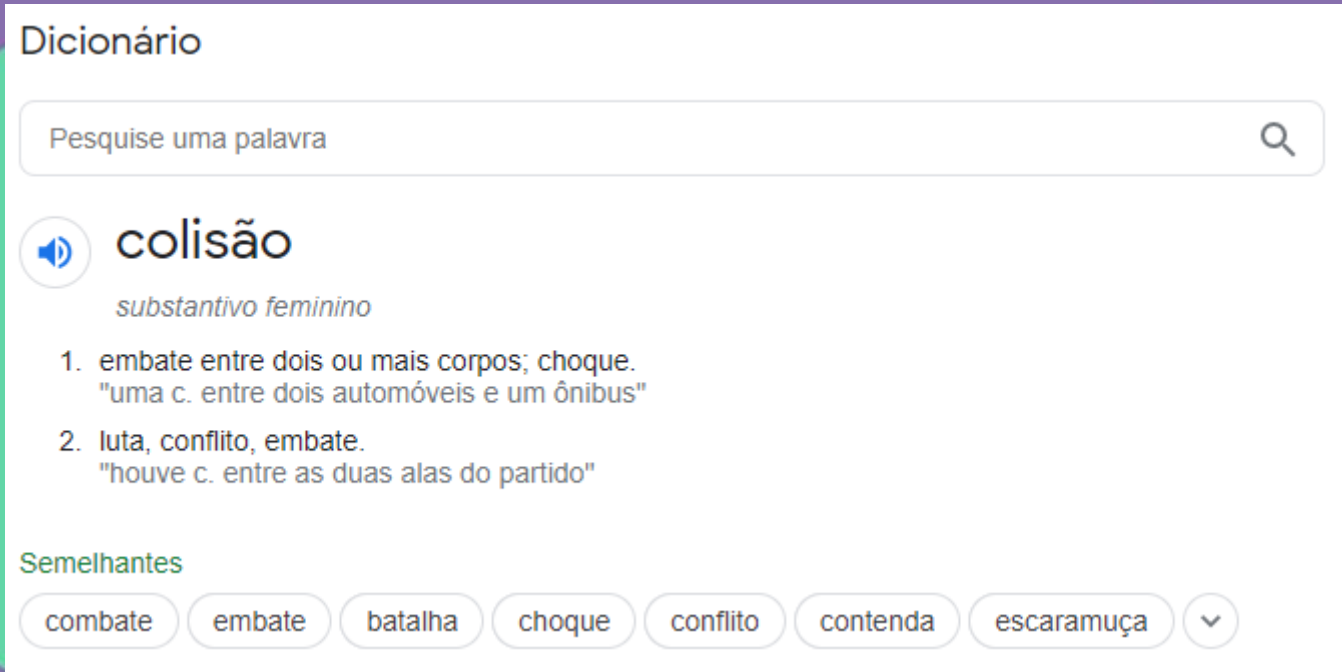 Dicionário
Pesquise uma palavra
colisão
substantivo feminino
1. embate entre dois ou mais corpos; choque.
"uma c. entre dois automóveis e um ônibus"
2. luta, conflito, embate.
"houve c. entre as duas alas do partido"
Semelhantes
combate embate batalha choque conflito contenda escaramuça